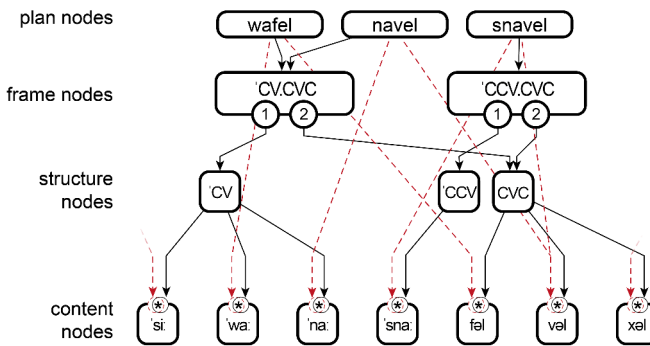 plan nodes
wafel navel snavel
frame nodes
ˈCV.CVC ˈCCV.CVC
1 2 1 2
structure
nodes
ˈCV ˈCCV CVC
content
nodes
* * * * * * *
ˈsiː ˈwaː ˈnaː ˈsnaː fəl vəl xəl